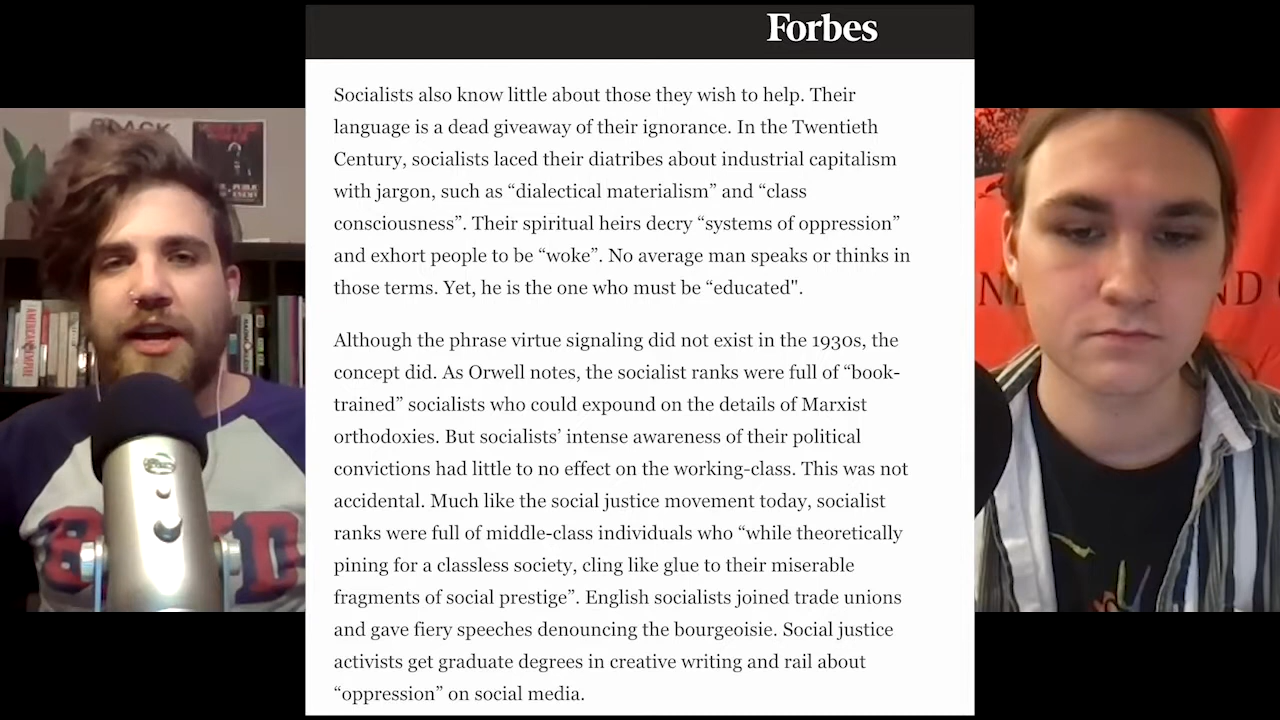 Forbes
Socialists also know little about those they wish to help. Their
language is a dead giveaway of their ignorance. In the Twentieth
Century, socialists laced their diatribes about industrial capitalism
with jargon, such as “dialectical materialism” and “class
consciousness”. Their spiritual heirs decry “systems of oppression”
and exhort people to be “woke”. No average man speaks or thinks in
those terms. Yet, he is the one who must be “educated".
Although the phrase virtue signaling did not exist in the 1930s, the
concept did. As Orwell notes, the socialist ranks were full of “book-
trained” socialists who could expound on the details of Marxist
orthodoxies. But socialists’ intense awareness of their political
convictions had little to no effect on the working-class. This was not
accidental. Much like the social justice movement today, socialist
ranks were full of middle-class individuals who “while theoretically
pining for a classless society, cling like glue to their miserable
fragments of social prestige”. English socialists joined trade unions
and gave fiery speeches denouncing the bourgeoisie. Social justice
activists get graduate degrees in creative writing and rail about
“oppression” on social media.
BLACK
AMERICAN EMPIRE
ND